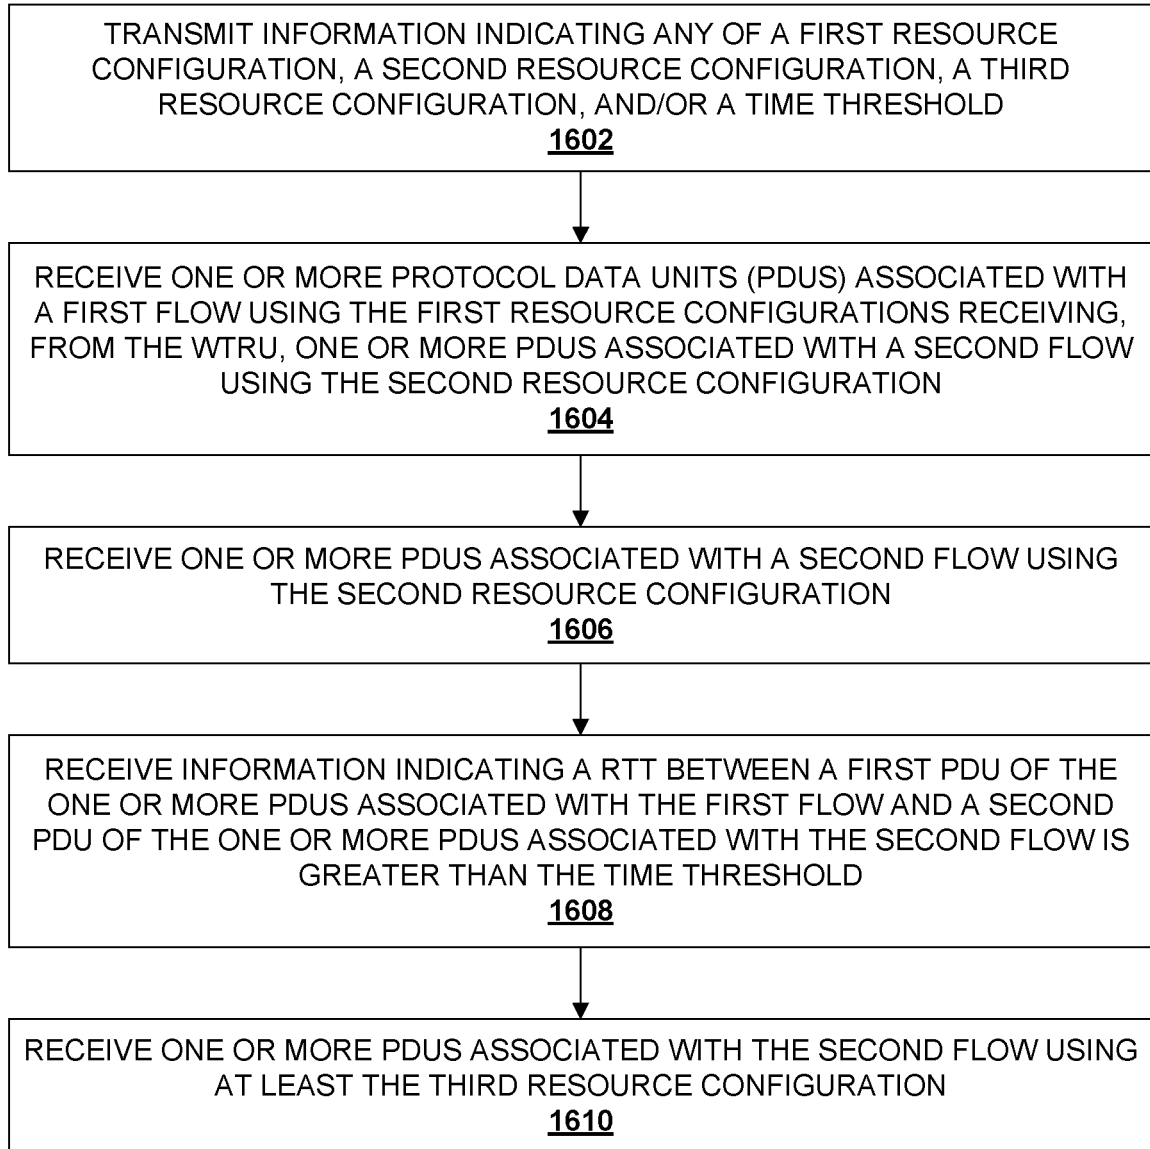 TRANSMIT INFORMATION INDICATING ANY OF A FIRST RESOURCE
CONFIGURATION, A SECOND RESOURCE CONFIGURATION, A THIRD
RESOURCE CONFIGURATION, AND/OR A TIME THRESHOLD
1602
RECEIVE ONE OR MORE PROTOCOL DATA UNITS (PDUS) ASSOCIATED WITH
A FIRST FLOW USING THE FIRST RESOURCE CONFIGURATIONS RECEIVING,
FROM THE WTRU, ONE OR MORE PDUS ASSOCIATED WITH A SECOND FLOW
USING THE SECOND RESOURCE CONFIGURATION
1604
RECEIVE ONE OR MORE PDUS ASSOCIATED WITH A SECOND FLOW USING
THE SECOND RESOURCE CONFIGURATION
1606
RECEIVE INFORMATION INDICATING A RTT BETWEEN A FIRST PDU OF THE
ONE OR MORE PDUS ASSOCIATED WITH THE FIRST FLOW AND A SECOND
PDU OF THE ONE OR MORE PDUS ASSOCIATED WITH THE SECOND FLOW IS
GREATER THAN THE TIME THRESHOLD
1608
RECEIVE ONE OR MORE PDUS ASSOCIATED WITH THE SECOND FLOW USING
AT LEAST THE THIRD RESOURCE CONFIGURATION
1610